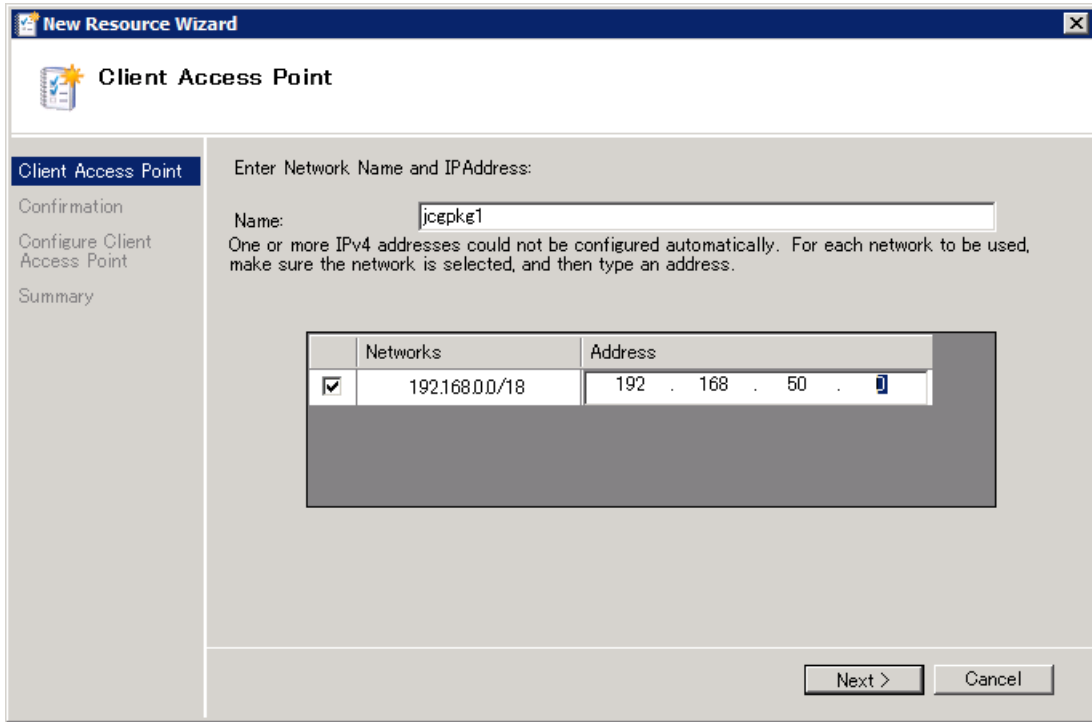 New Resource Wizard
Client Access Point
Client Access Point
Confirmation
Configure Client
Access Point
Summary
Enter Network Name and IPAddress:
Name:
jcgpkg1
One or more IPv4 addresses could not be configured automatically. For each network to be used,
make sure the network is selected, and then type an address.
Networks Address
192.168.0.0/18 192 . 168 . 50 . 0
Next > Cancel